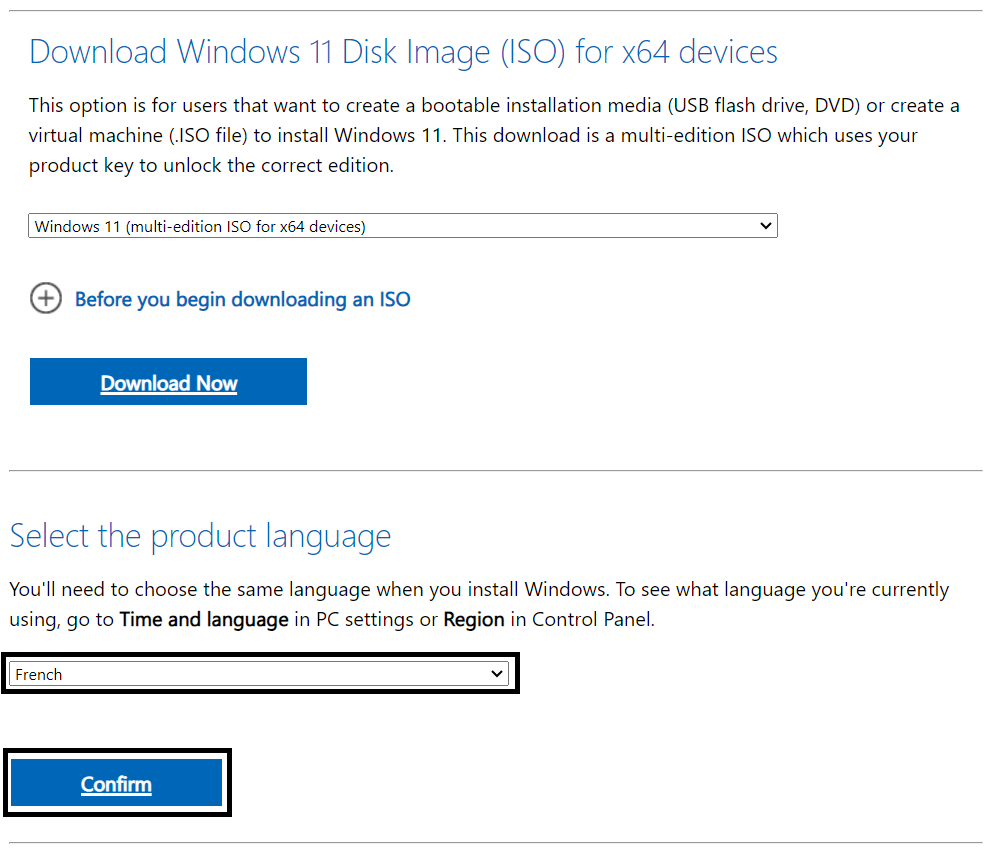 Download Windows 11 Disk Image (ISO) for x64 devices
This option is for users that want to create a bootable installation media (USB flash drive, DVD) or create a
virtual machine (.ISO file) to install Windows 11. This download is a multi-edition ISO which uses your
product key to unlock the correct edition.
Windows 11 (multi-edition ISO for x64 devices)
Before you begin downloading an ISO
Download Now
Select the product language
You'll need to choose the same language when you install Windows. To see what language you're currently
using, go to Time and language in PC settings or Region in Control Panel.
French
Confirm